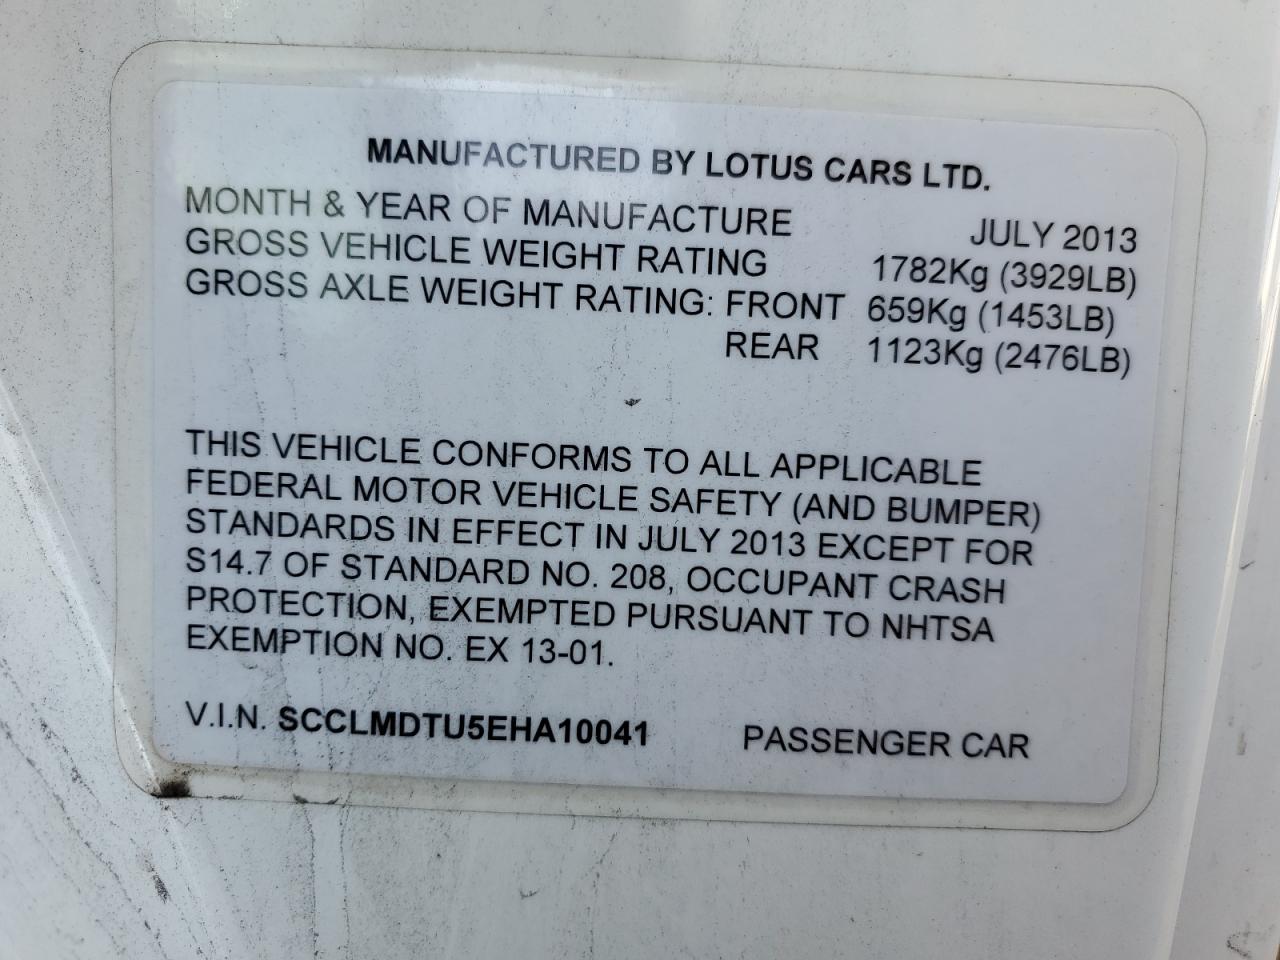 MANUFACTURED BY LOTUS CARS LTD.
MONTH & YEAR OF MANUFACTURE JULY 2013
GROSS VEHICLE WEIGHT RATING 1782Kg (3929LB)
GROSS AXLE WEIGHT RATING: FRONT 659Kg (1453LB)
REAR 1123Kg (2476LB)
THIS VEHICLE CONFORMS TO ALL APPLICABLE
FEDERAL MOTOR VEHICLE SAFETY (AND BUMPER)
STANDARDS IN EFFECT IN JULY 2013 EXCEPT FOR
S14.7 OF STANDARD NO. 208, OCCUPANT CRASH
PROTECTION, EXEMPTED PURSUANT TO NHTSA
EXEMPTION NO. EX 13-01.
V.I.N. SCCLMDTU5EHA10041 PASSENGER CAR